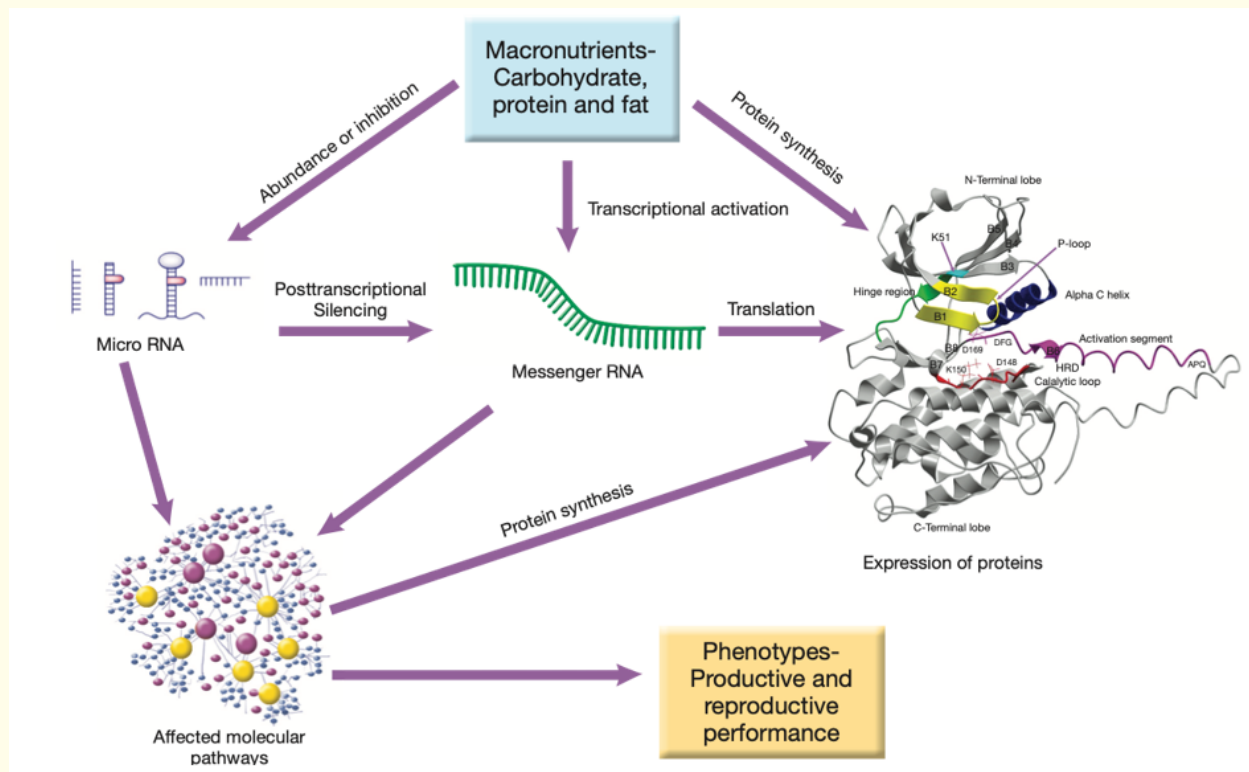 Macronutrients-
Carbohydrate,
protein and fat
Abundance or inhibition
Transcriptional activation
Protein synthesis
Micro RNA
Posttranscriptional
Silencing
Messenger RNA
Translation
N-Terminal lobe
K51
B5
B4
B3
P-loop
Hinge region
B2
B1
Alpha C helix
B8
D169
DFG
B9
Activation segment
B7
K150
D148
HRD
Calalytic loop
APQ
C-Terminal lobe
Expression of proteins
Protein synthesis
Affected molecular
pathways
Phenotypes-
Productive and
reproductive
performance